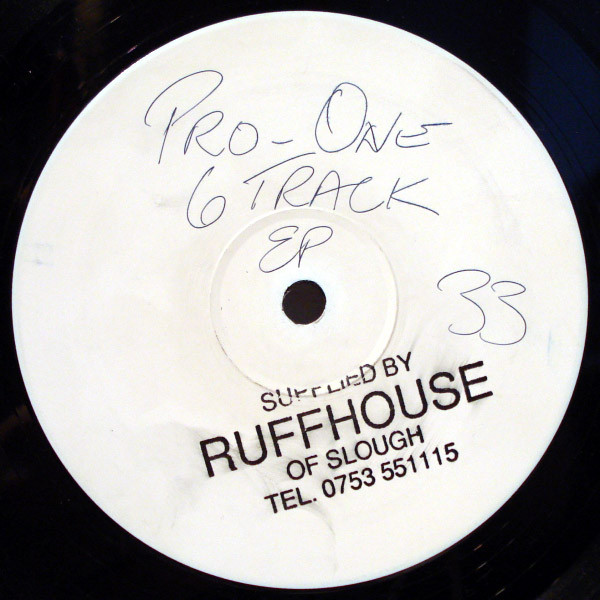 PRO-ONE
6 TRACK
EP
33
SUPPLIED BY
RUFFHOUSE
OF SLOUGH
TEL. 0753 551115